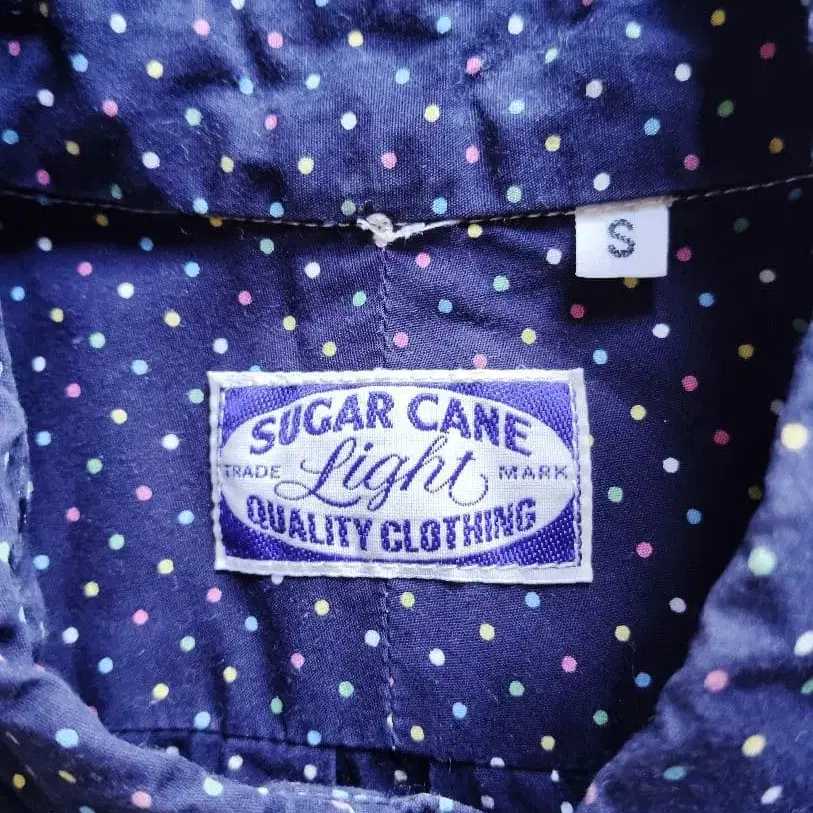 S
SUGAR CANE
TRADE Light MARK
QUALITY CLOTHING